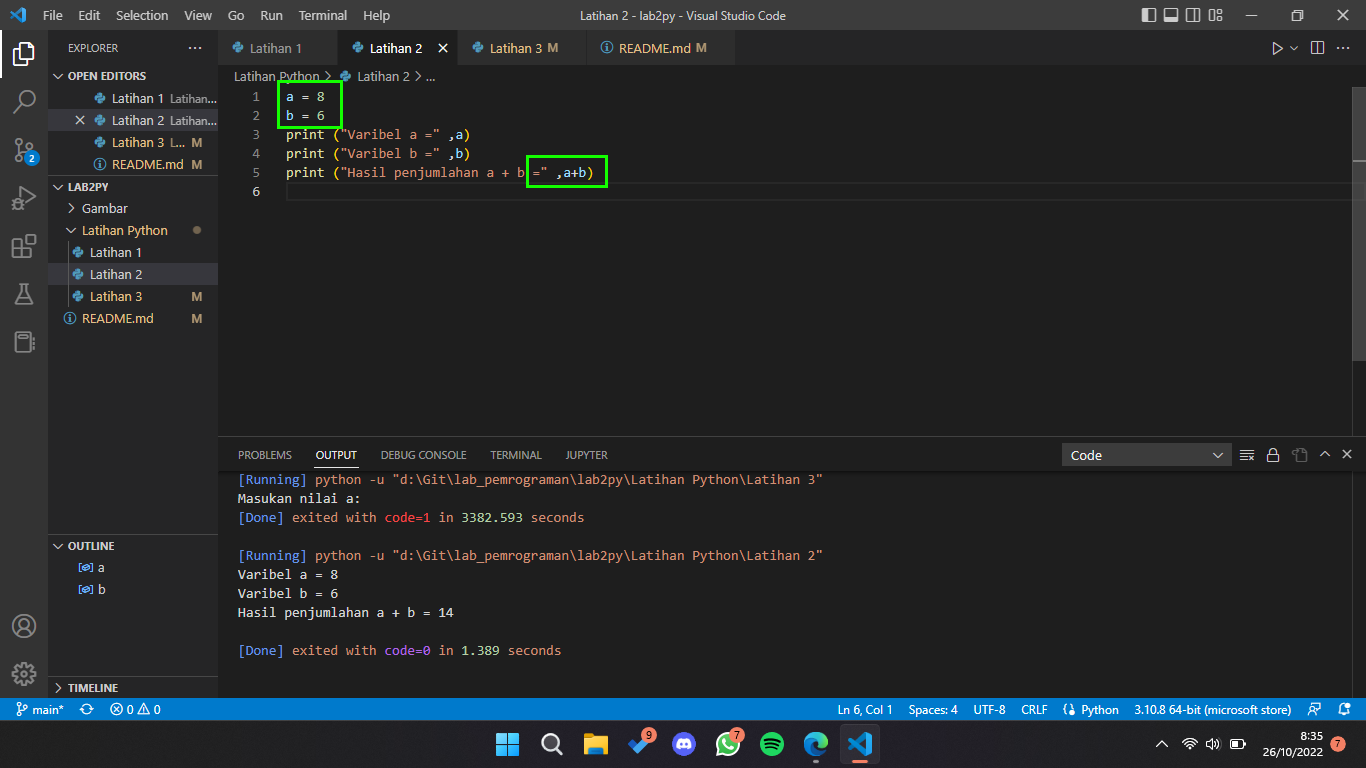 File Edit Selection View Go Run Terminal Help
Latihan 2 - lab2py - Visual Studio Code
EXPLORER ...
OPEN EDITORS
Latihan 1 Latihan...
Latihan 2 Latihan...
Latihan 3 L... M
README.md M
2
LAB2PY
Gambar
Latihan Python
Latihan 1
Latihan 2
Latihan 3 M
README.md M
OUTLINE
a
b
TIMELINE
Latihan 1
Latihan 2
Latihan 3 M
README.md M
Latihan Python > Latihan 2 > ...
1 a = 8
2 b = 6
3 print ("Varibel a =" ,a)
4 print ("Varibel b =" ,b)
5 print ("Hasil penjumlahan a + b =" ,a+b)
6
PROBLEMS OUTPUT DEBUG CONSOLE TERMINAL JUPYTER
Code
[Running] python -u "d:\Git\lab_pemrograman\lab2py\Latihan Python\Latihan 3"
Masukan nilai a:
[Done] exited with code=1 in 3382.593 seconds
[Running] python -u "d:\Git\lab_pemrograman\lab2py\Latihan Python\Latihan 2"
Varibel a = 8
Varibel b = 6
Hasil penjumlahan a + b = 14
[Done] exited with code=0 in 1.389 seconds
main* 0 0
Ln 6, Col 1 Spaces: 4 UTF-8 CRLF Python 3.10.8 64-bit (microsoft store)
9
7
8:35
26/10/2022
7